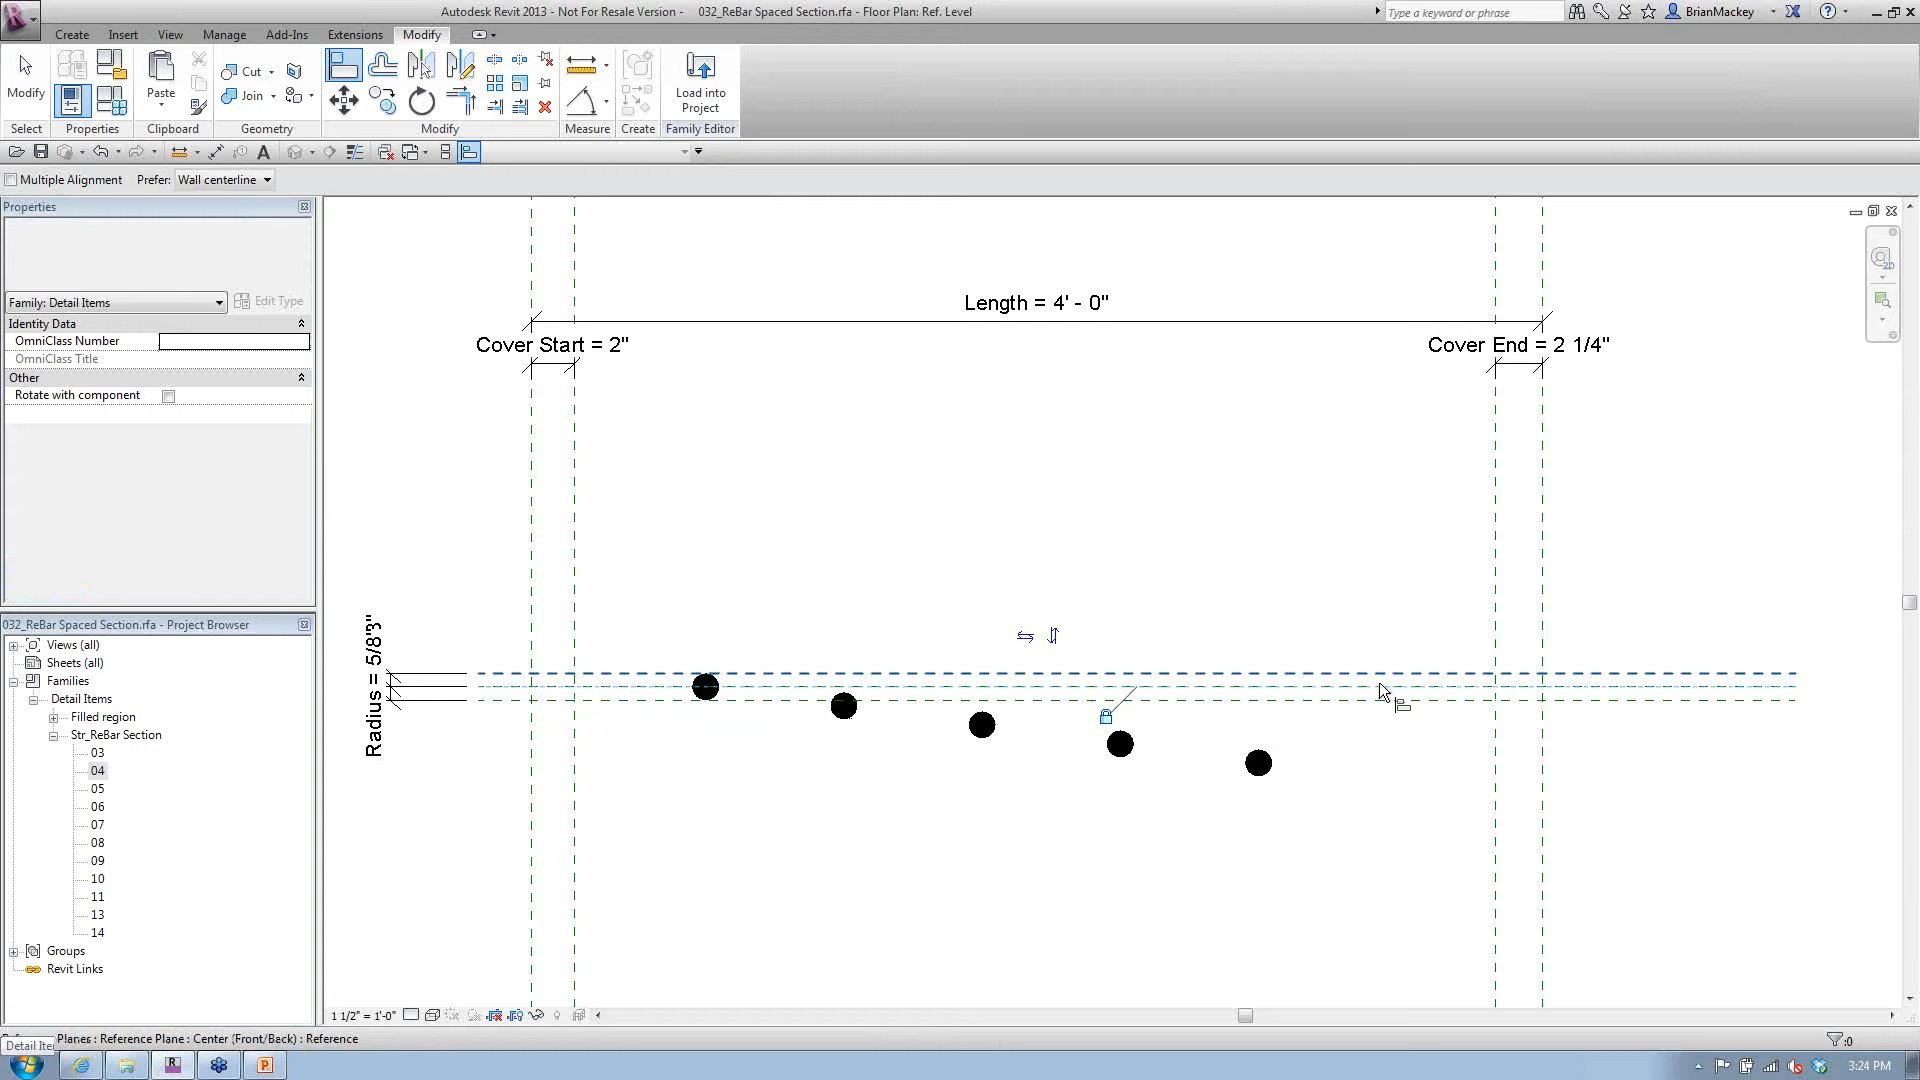 Autodesk Revit 2013 - Not For Resale Version - 032_ReBar Spaced Section.rfa - Floor Plan: Ref. Level
Type a keyword or phrase
BrianMackey
Create Insert View Manage Add-Ins Extensions Modify
Modify
Paste
Cut
Join
Load into
Project
Select Properties Clipboard Geometry Modify Measure Create Family Editor
Multiple Alignment Prefer: Wall centerline
Properties
Family: Detail Items
Edit Type
Identity Data
OmniClass Number
OmniClass Title
Other
Rotate with component
032_ReBar Spaced Section.rfa - Project Browser
Views (all)
Sheets (all)
Families
Detail Items
Filled region
Str_ReBar Section
03
04
05
06
07
08
09
10
11
13
14
Groups
Revit Links
Length = 4' - 0"
Cover Start = 2"
Cover End = 2 1/4"
Radius = 5/8"
1 1/2" = 1'-0"
Planes : Reference Plane : Center (Front/Back) : Reference
:0
3:24 PM